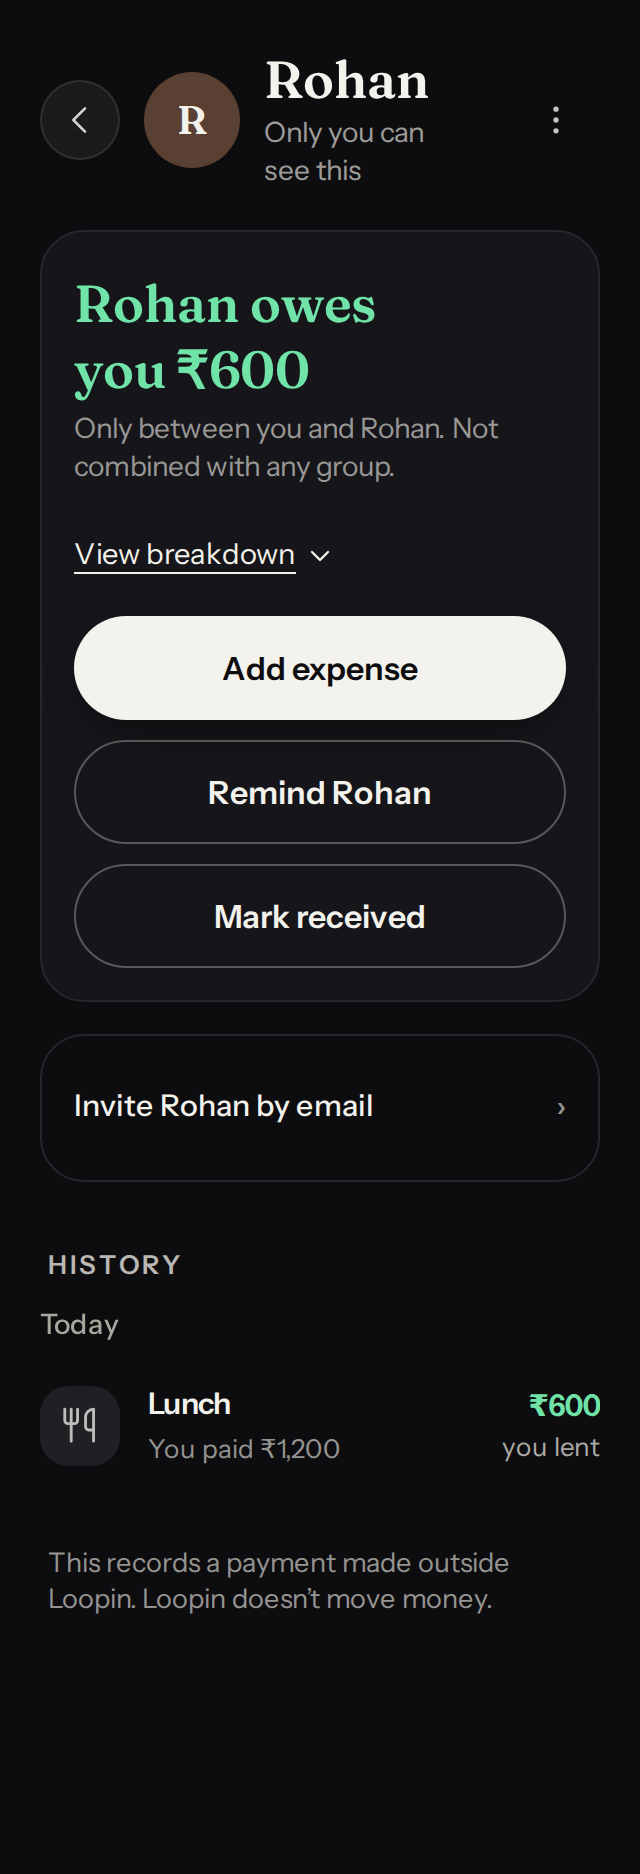 R
Rohan
Only you can
see this
Rohan owes
you ₹600
Only between you and Rohan. Not
combined with any group.
View breakdown
Add expense
Remind Rohan
Mark received
Invite Rohan by email ›
HISTORY
Today
Lunch ₹600
You paid ₹1,200 you lent
This records a payment made outside
Loopin. Loopin doesn’t move money.